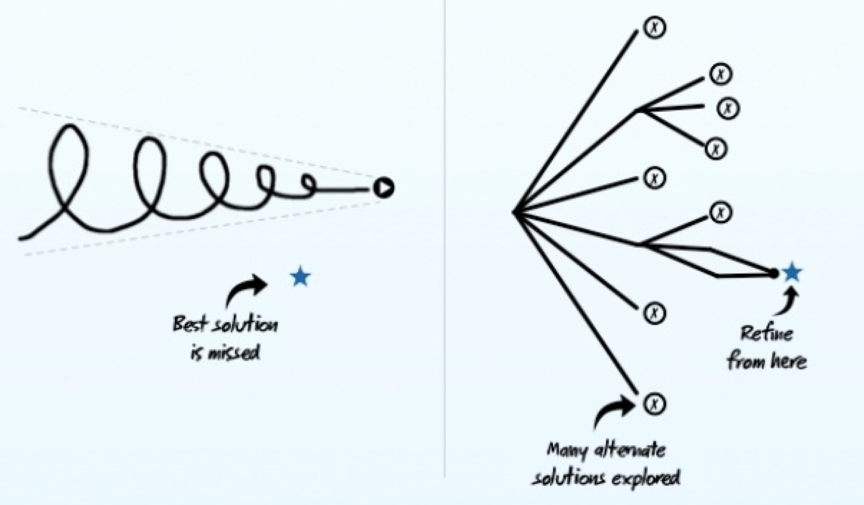 Best solution
is missed
X
X
X
X
X
X
X
X
Refine
from here
Many alternate
solutions explored